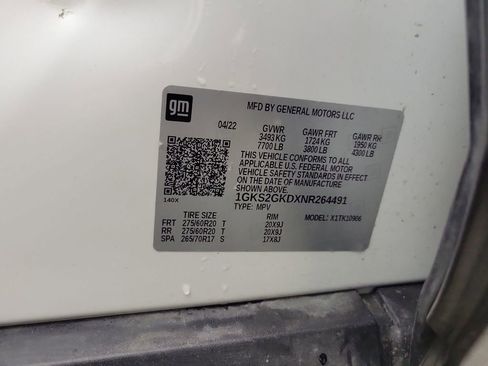 gm
MFD BY GENERAL MOTORS LLC
04/22 GVWR GAWR FRT GAWR RR
3493 KG 1724 KG 1950 KG
7700 LB 3800 LB 4300 LB
THIS VEHICLE CONFORMS TO ALL
APPLICABLE U.S. FEDERAL MOTOR
VEHICLE SAFETY STANDARDS IN EFFECT
ON THE DATE OF MANUFACTURE
SHOWN ABOVE.
140X 1GKS2GKDXNR264491
TYPE: MPV MODEL: X1TK10906
TIRE SIZE RIM
FRT 275/60R20 T 20X9J
RR 275/60R20 T 20X9J
SPA 265/70R17 S 17X8J